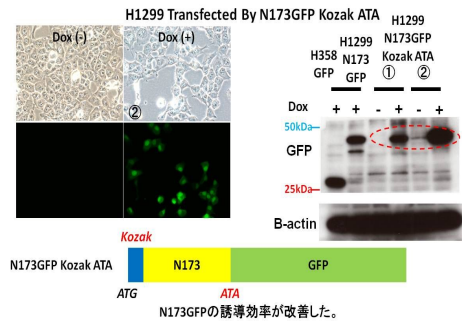 H1299 Transfected By N173GFP Kozak ATA
Dox (-) Dox (+)
②
H358 GFP
H1299 N173 GFP
H1299 N173GFP Kozak ATA
① ②
Dox + + - + - +
50kDa
GFP
25kDa
B-actin
Kozak
N173GFP Kozak ATA N173 GFP
ATG ATA
N173GFPの誘導効率が改善した。